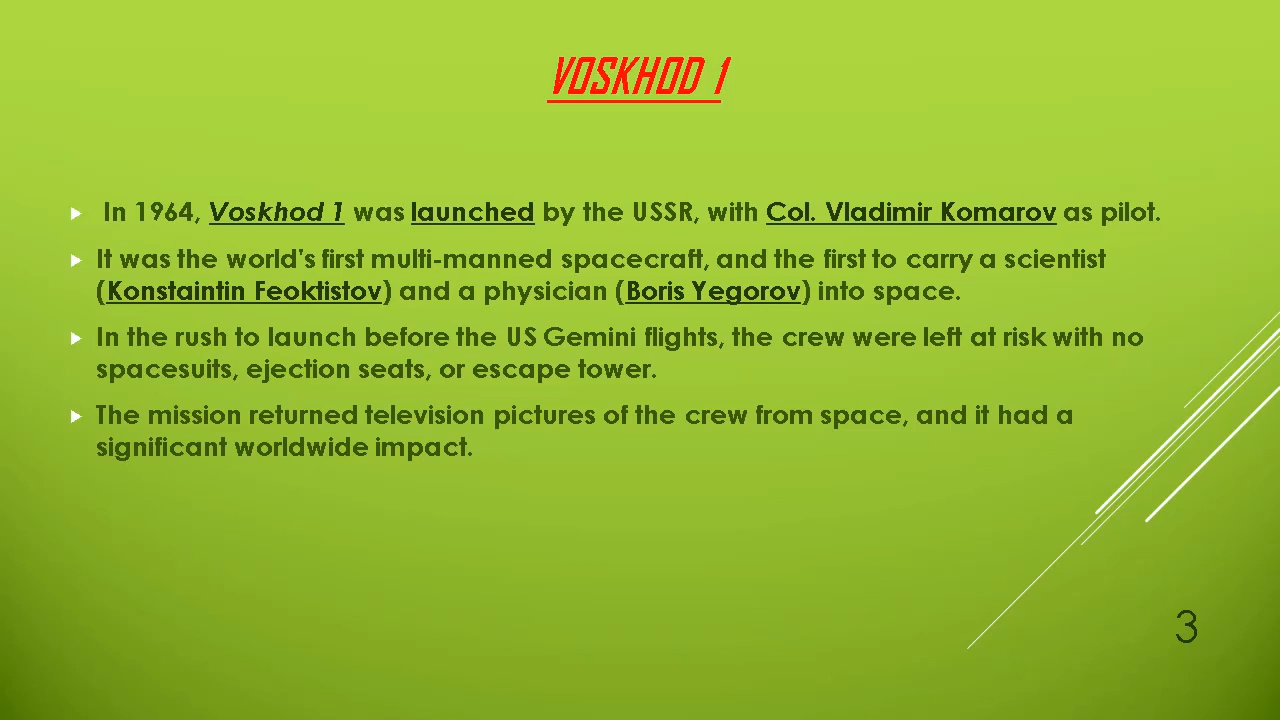 VOSKHOD 1
In 1964, Voskhod 1 was launched by the USSR, with Col. Vladimir Komarov as pilot.
It was the world's first multi-manned spacecraft, and the first to carry a scientist
(Konstaintin Feoktistov) and a physician (Boris Yegorov) into space.
In the rush to launch before the US Gemini flights, the crew were left at risk with no
spacesuits, ejection seats, or escape tower.
The mission returned television pictures of the crew from space, and it had a
significant worldwide impact.
3